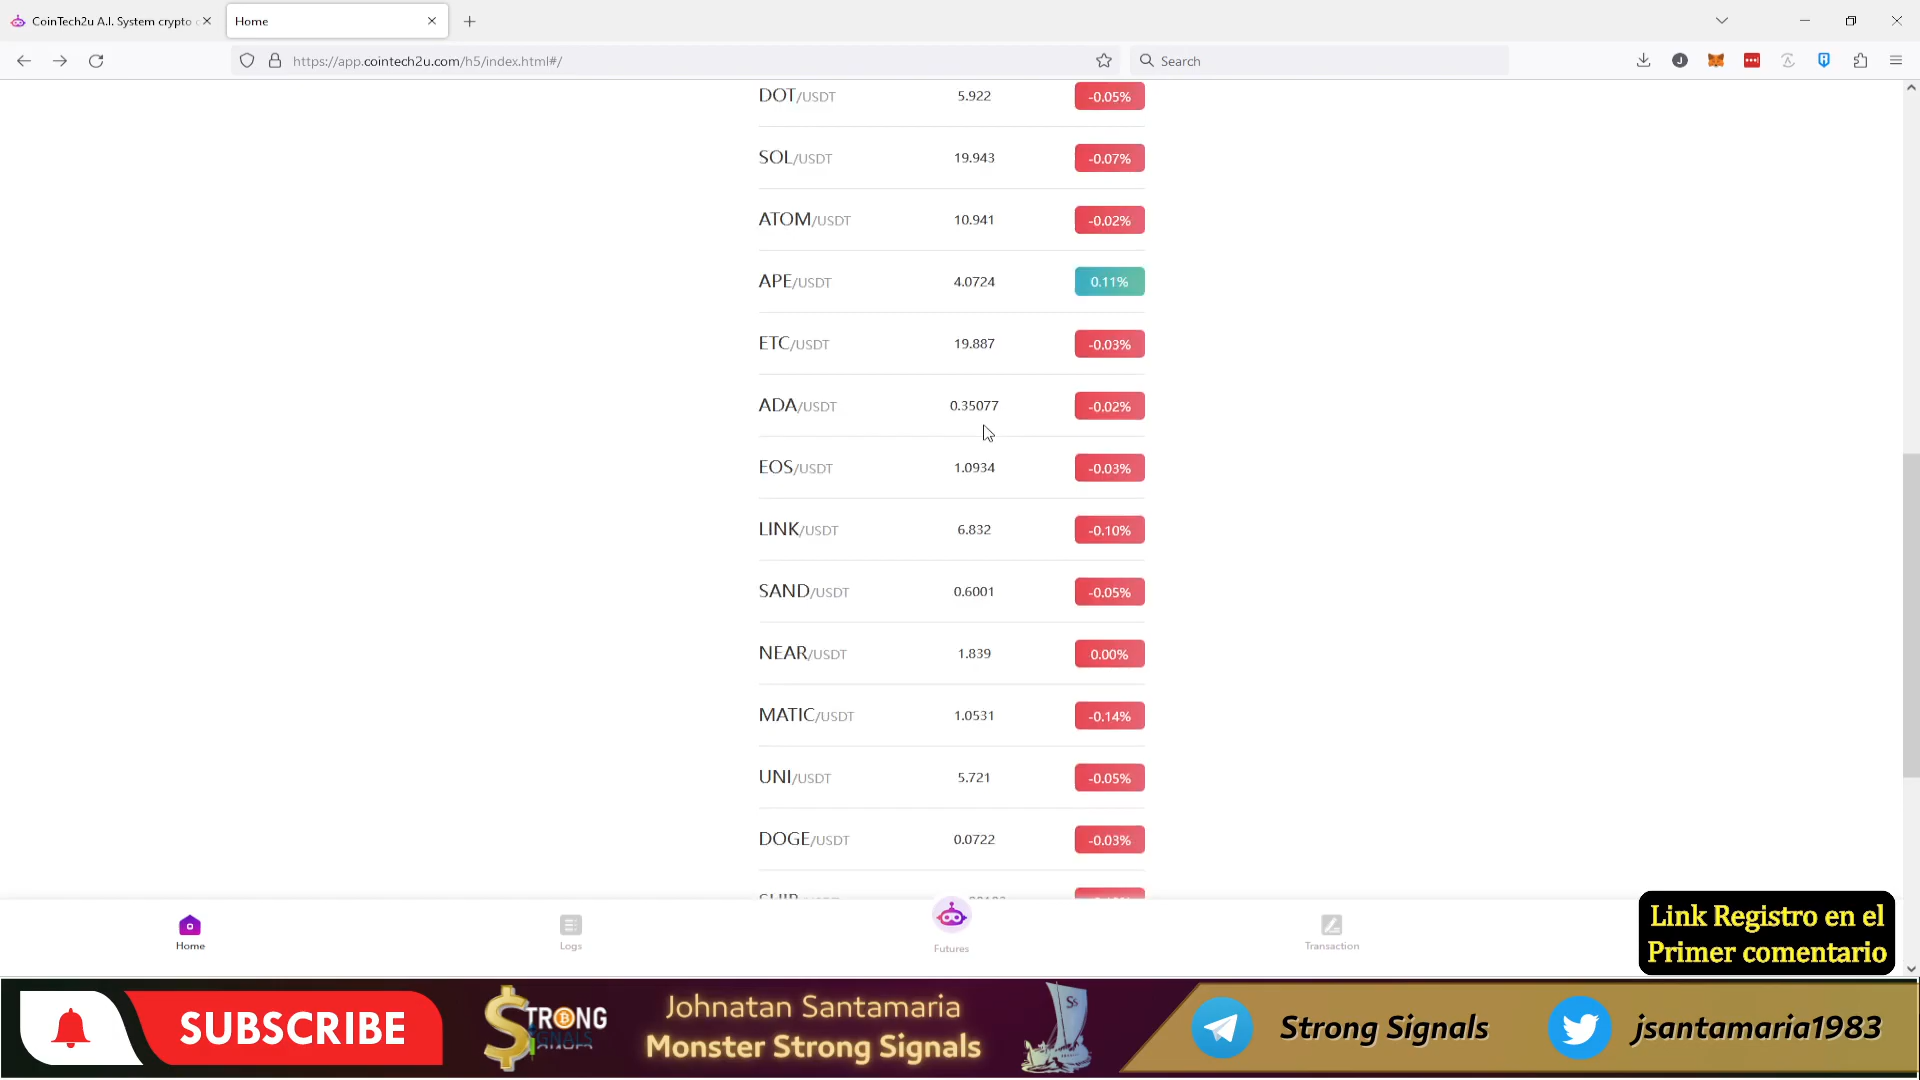 CoinTech2u A.I. System crypto
Home
https://app.cointech2u.com/h5/index.html#/
Search
DOT/USDT 5.922 -0.05%
SOL/USDT 19.943 -0.07%
ATOM/USDT 10.941 -0.02%
APE/USDT 4.0724 0.11%
ETC/USDT 19.887 -0.03%
ADA/USDT 0.35077 -0.02%
EOS/USDT 1.0934 -0.03%
LINK/USDT 6.832 -0.10%
SAND/USDT 0.6001 -0.05%
NEAR/USDT 1.839 0.00%
MATIC/USDT 1.0531 -0.14%
UNI/USDT 5.721 -0.05%
DOGE/USDT 0.0722 -0.03%
Home
Logs
Futures
Transaction
Link Registro en el
Primer comentario
SUBSCRIBE
STRONG
SIGNALS
Johnatan Santamaria
Monster Strong Signals
Strong Signals
jsantamaria1983